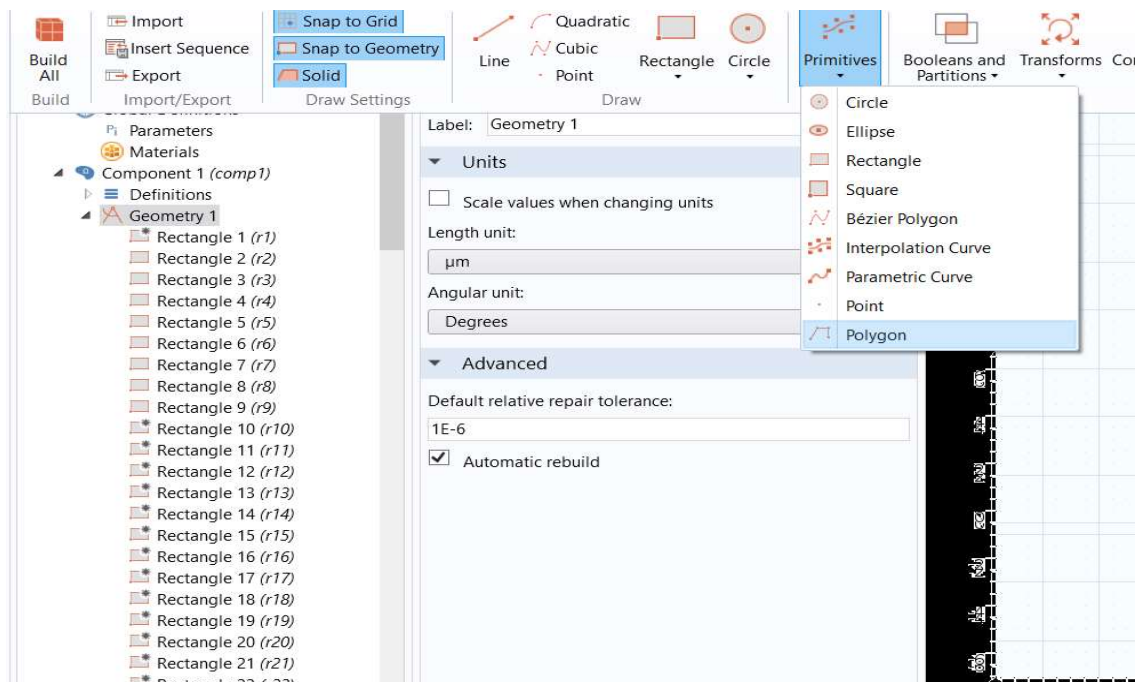 Import
Insert Sequence
Export
Build
All
Snap to Grid
Snap to Geometry
Solid
Line
Quadratic
Cubic
Point
Rectangle
Circle
Primitives
Booleans and
Partitions
Transforms
Build
Import/Export
Draw Settings
Draw
Circle
Ellipse
Rectangle
Square
Bézier Polygon
Interpolation Curve
Parametric Curve
Point
Polygon
Pi Parameters
Materials
Component 1 (comp1)
Definitions
Geometry 1
Rectangle 1 (r1)
Rectangle 2 (r2)
Rectangle 3 (r3)
Rectangle 4 (r4)
Rectangle 5 (r5)
Rectangle 6 (r6)
Rectangle 7 (r7)
Rectangle 8 (r8)
Rectangle 9 (r9)
Rectangle 10 (r10)
Rectangle 11 (r11)
Rectangle 12 (r12)
Rectangle 13 (r13)
Rectangle 14 (r14)
Rectangle 15 (r15)
Rectangle 16 (r16)
Rectangle 17 (r17)
Rectangle 18 (r18)
Rectangle 19 (r19)
Rectangle 20 (r20)
Rectangle 21 (r21)
Label: Geometry 1
Units
Scale values when changing units
Length unit:
µm
Angular unit:
Degrees
Advanced
Default relative repair tolerance:
1E-6
Automatic rebuild